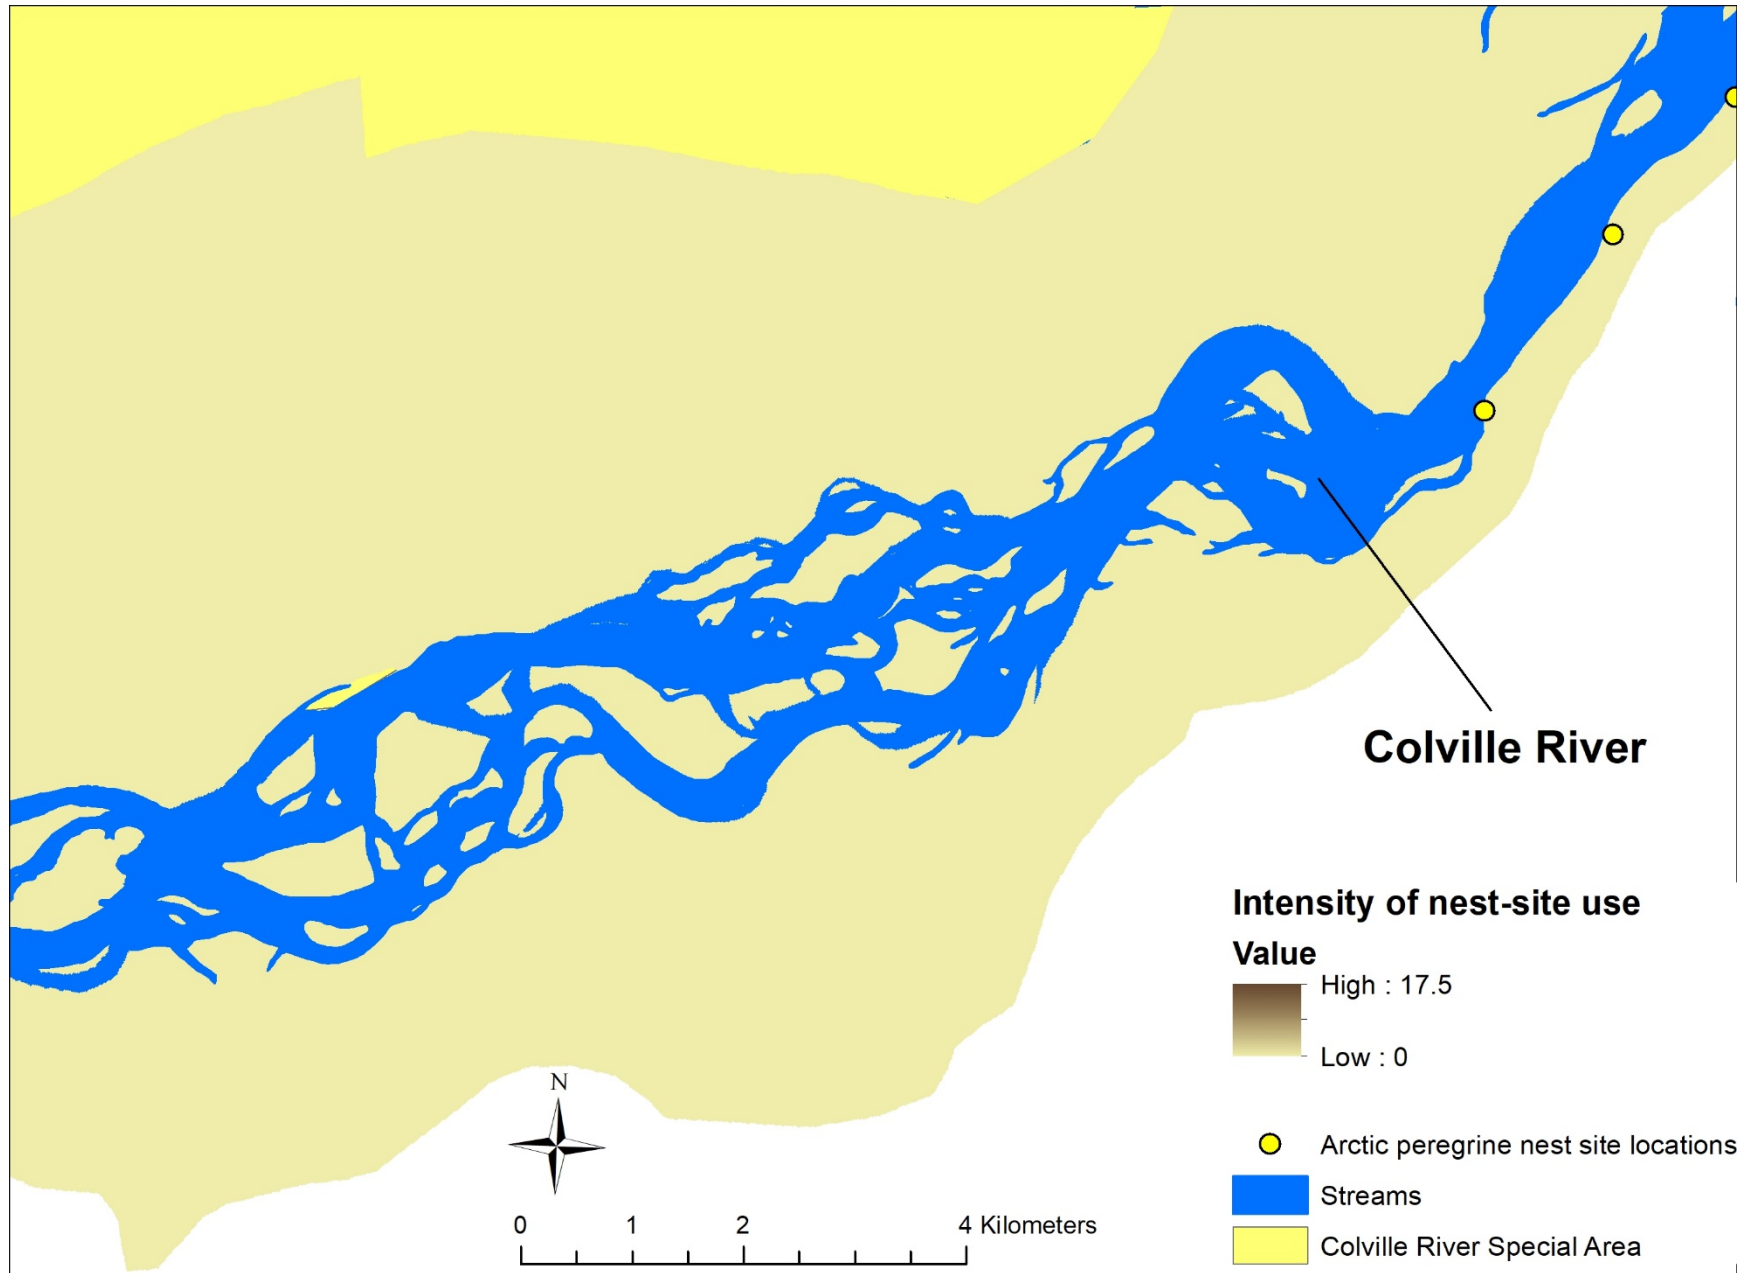 Colville River
Intensity of nest-site use
Value
High : 17.5
Low : 0
N
0 1 2 4 Kilometers
Arctic peregrine nest site locations
Streams
Colville River Special Area